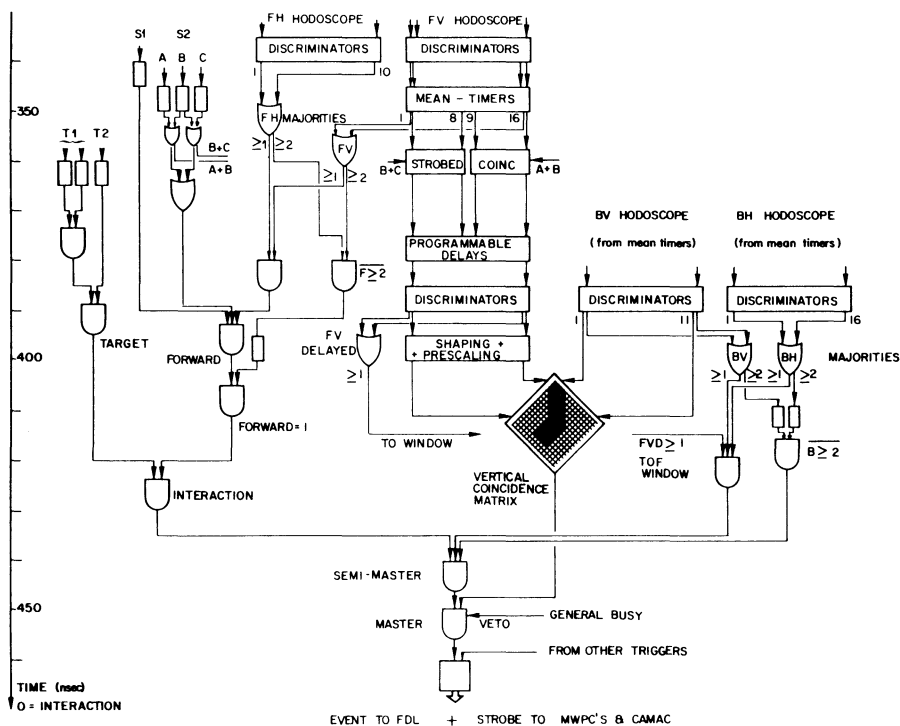 FH HODOSCOPE
FV HODOSCOPE
S1
S2
A
B
C
DISCRIMINATORS
DISCRIMINATORS
1
10
1
16
350
MEAN - TIMERS
FH MAJORITIES
1
8
9
16
T1
T2
B+C
A+B
≥1
≥2
FV
≥1
≥2
B+C
STROBED
COINC
A+B
BV HODOSCOPE
(from mean timers)
BH HODOSCOPE
(from mean timers)
PROGRAMMABLE
DELAYS
F≥2
DISCRIMINATORS
DISCRIMINATORS
DISCRIMINATORS
1
11
1
16
TARGET
FORWARD
FV
DELAYED
≥1
SHAPING +
+ PRESCALING
BV
BH
MAJORITIES
400
≥1
≥2
≥1
≥2
FORWARD = 1
TO WINDOW
FVD ≥ 1
TOF
WINDOW
B ≥ 2
VERTICAL
COINCIDENCE
MATRIX
INTERACTION
SEMI-MASTER
450
MASTER
VETO
GENERAL BUSY
FROM OTHER TRIGGERS
TIME (nsec)
0 = INTERACTION
EVENT TO FDL + STROBE TO MWPC'S & CAMAC